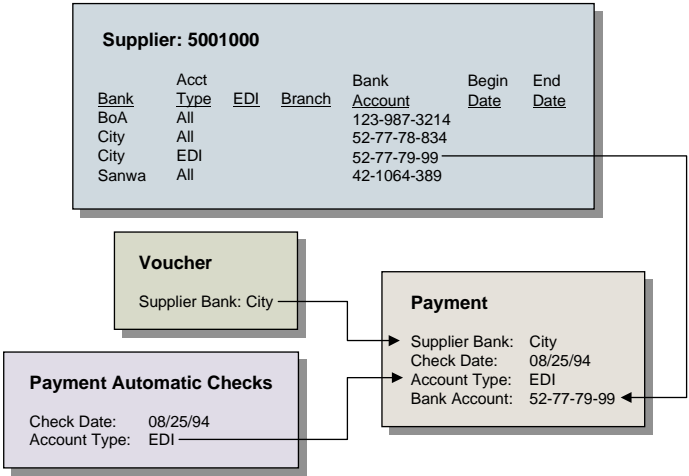 Supplier: 5001000
Acct Bank Begin End
Bank Type EDI Branch Account Date Date
BoA All 123-987-3214
City All 52-77-78-834
City EDI 52-77-79-99
Sanwa All 42-1064-389
Voucher
Supplier Bank: City
Payment
Supplier Bank: City
Check Date: 08/25/94
Account Type: EDI
Bank Account: 52-77-79-99
Payment Automatic Checks
Check Date: 08/25/94
Account Type: EDI